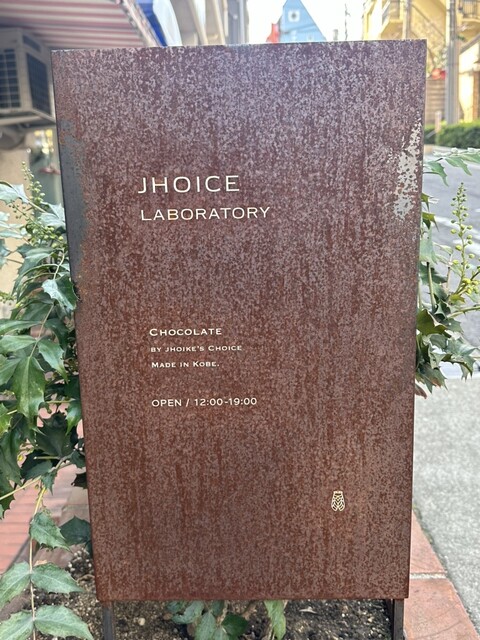 JHOICE
LABORATORY
CHOCOLATE
BY JHOIKE'S CHOICE
MADE IN KOBE.
OPEN / 12:00-19:00